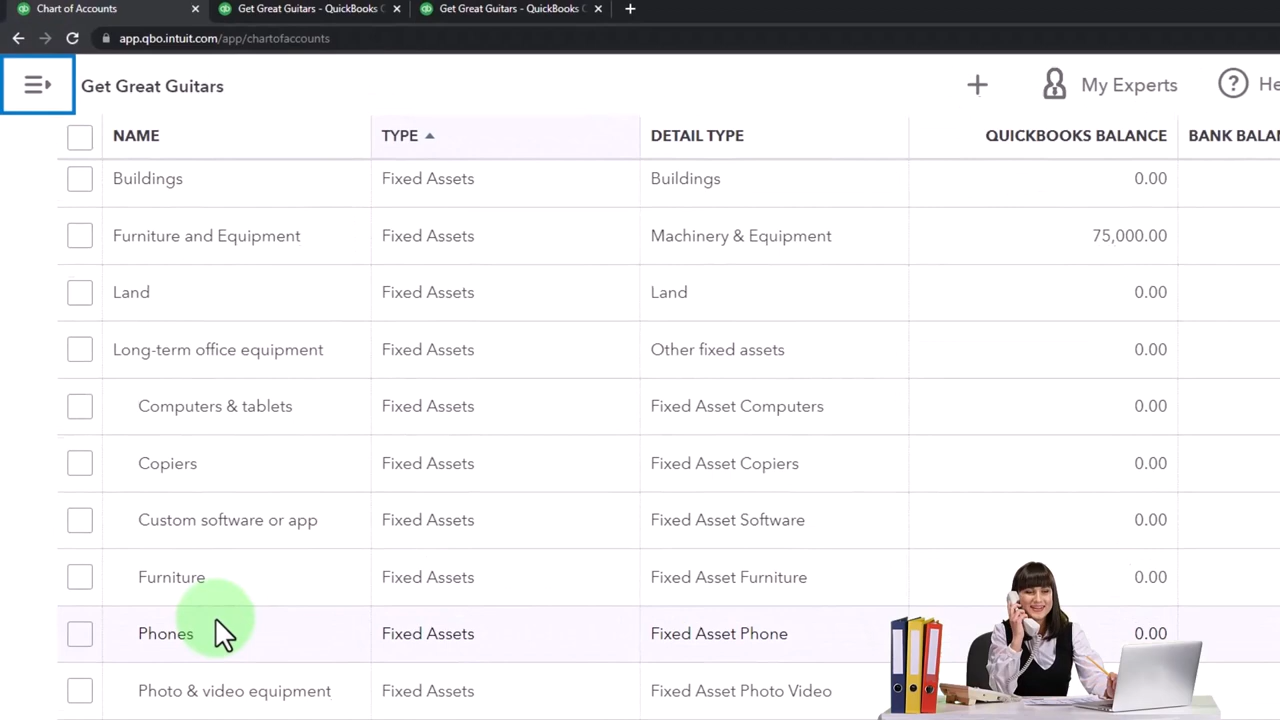 Chart of Accounts
Get Great Guitars - QuickBooks
Get Great Guitars - QuickBooks
app.qbo.intuit.com/app/chartofaccounts
Get Great Guitars
My Experts
NAME TYPE DETAIL TYPE QUICKBOOKS BALANCE BANK
Buildings Fixed Assets Buildings 0.00
Furniture and Equipment Fixed Assets Machinery & Equipment 75,000.00
Land Fixed Assets Land 0.00
Long-term office equipment Fixed Assets Other fixed assets 0.00
Computers & tablets Fixed Assets Fixed Asset Computers 0.00
Copiers Fixed Assets Fixed Asset Copiers 0.00
Custom software or app Fixed Assets Fixed Asset Software 0.00
Furniture Fixed Assets Fixed Asset Furniture 0.00
Phones Fixed Assets Fixed Asset Phone 0.00
Photo & video equipment Fixed Assets Fixed Asset Photo Video